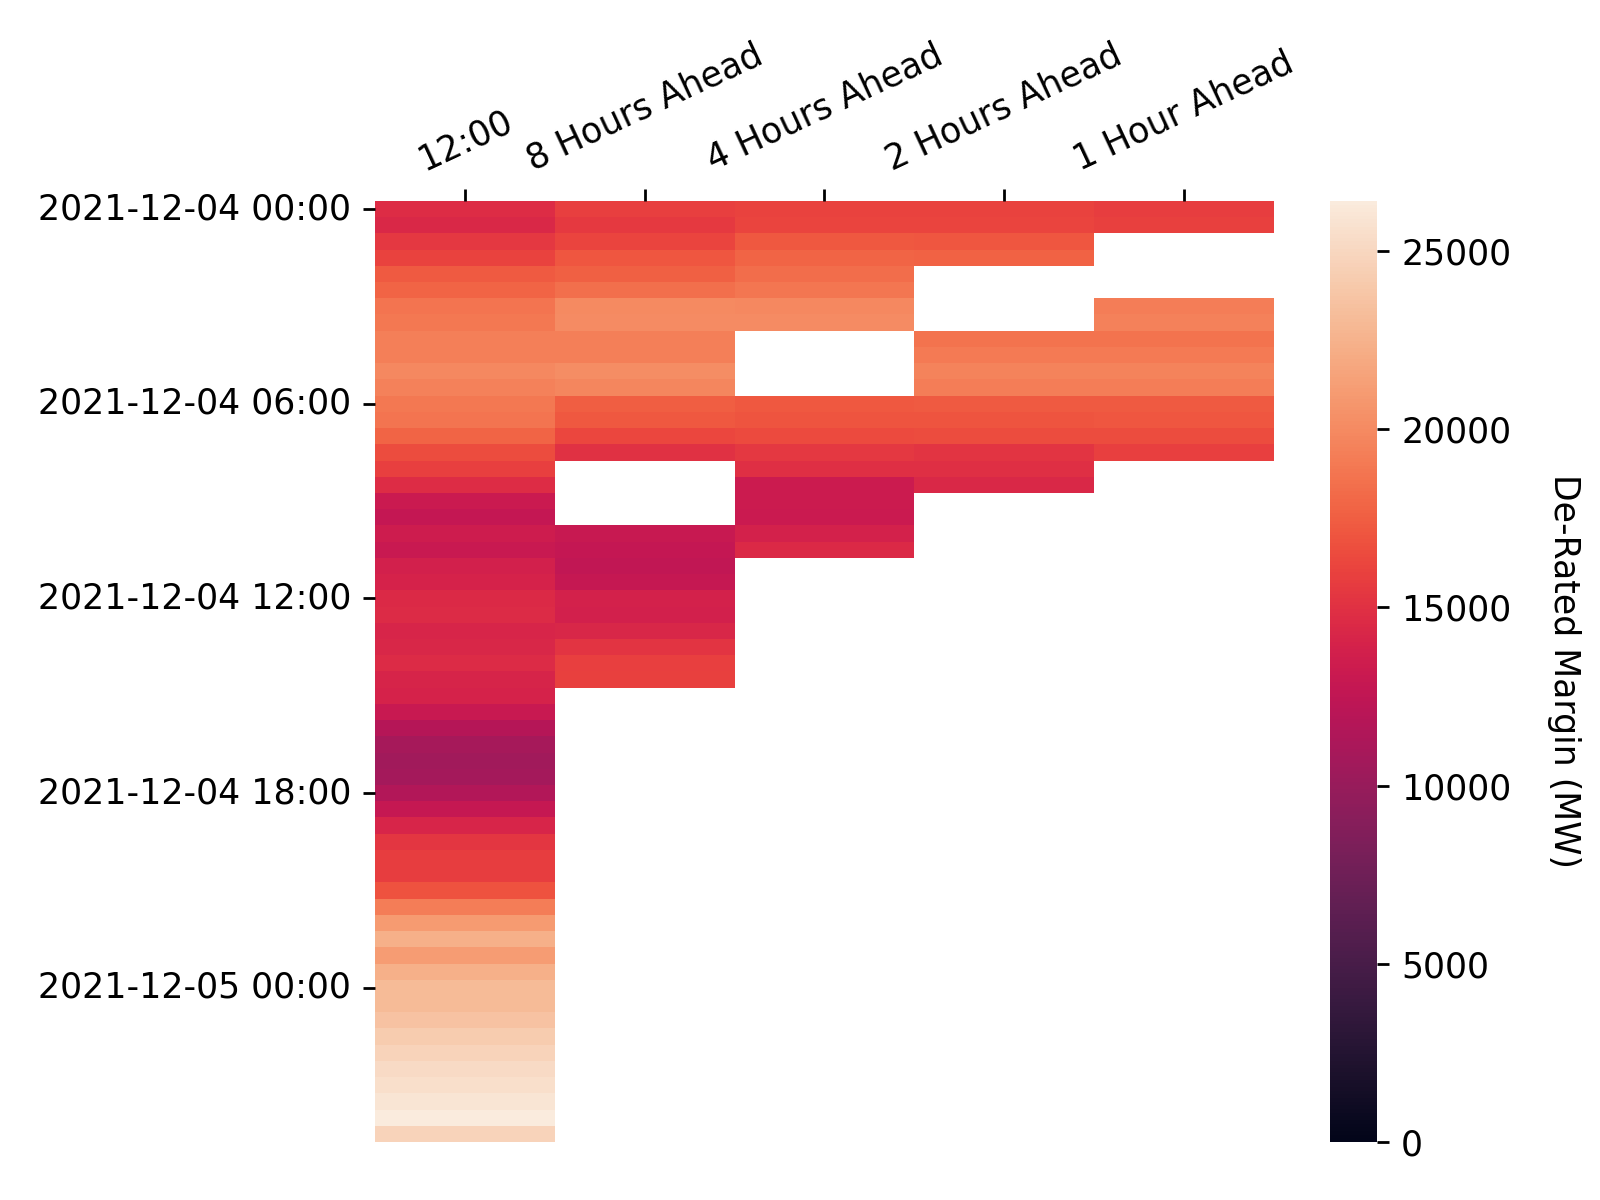 12:00
8 Hours Ahead
4 Hours Ahead
2 Hours Ahead
1 Hour Ahead
2021-12-04 00:00
2021-12-04 06:00
2021-12-04 12:00
2021-12-04 18:00
2021-12-05 00:00
25000
20000
15000
10000
5000
0
De-Rated Margin (MW)